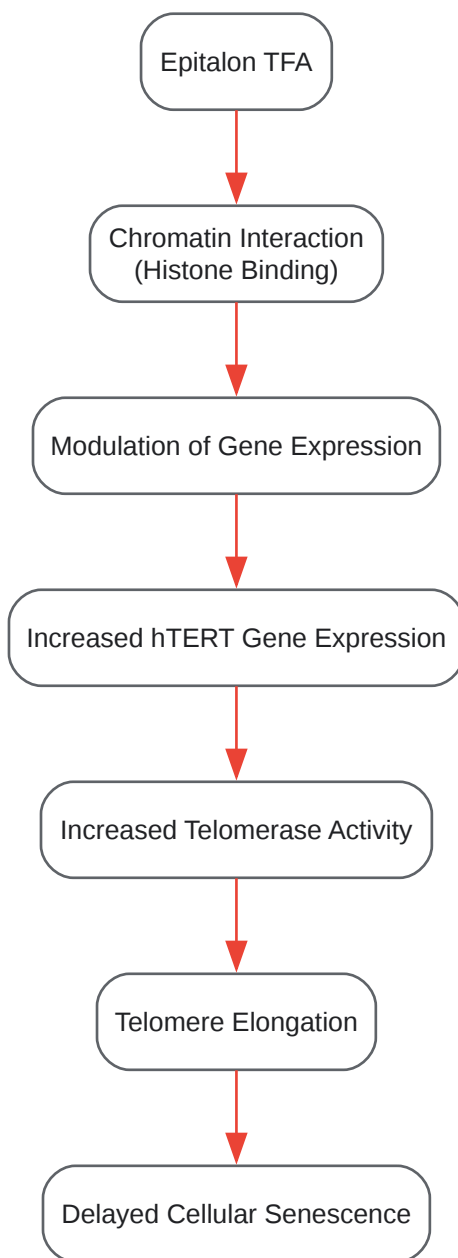 Epitalon TFA
Chromatin Interaction
(Histone Binding)
Modulation of Gene Expression
Increased hTERT Gene Expression
Increased Telomerase Activity
Telomere Elongation
Delayed Cellular Senescence